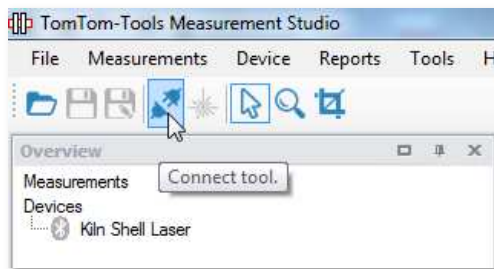 TomTom-Tools Measurement Studio
File Measurements Device Reports Tools H
Overview
Connect tool.
Measurements
Devices
Kiln Shell Laser